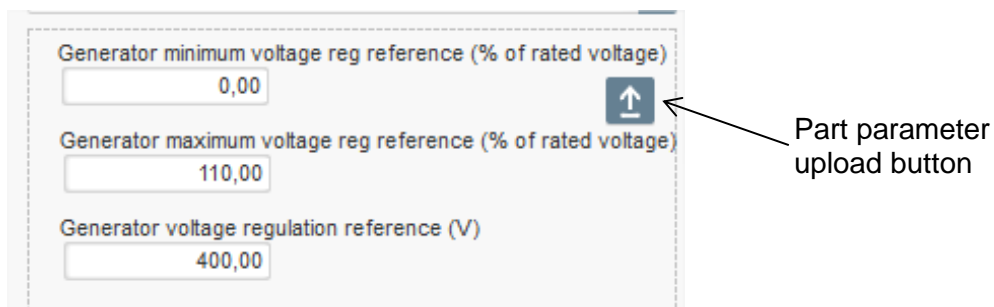 Generator minimum voltage reg reference (% of rated voltage)
0,00
Generator maximum voltage reg reference (% of rated voltage)
110,00
Generator voltage regulation reference (V)
400,00
Part parameter
upload button